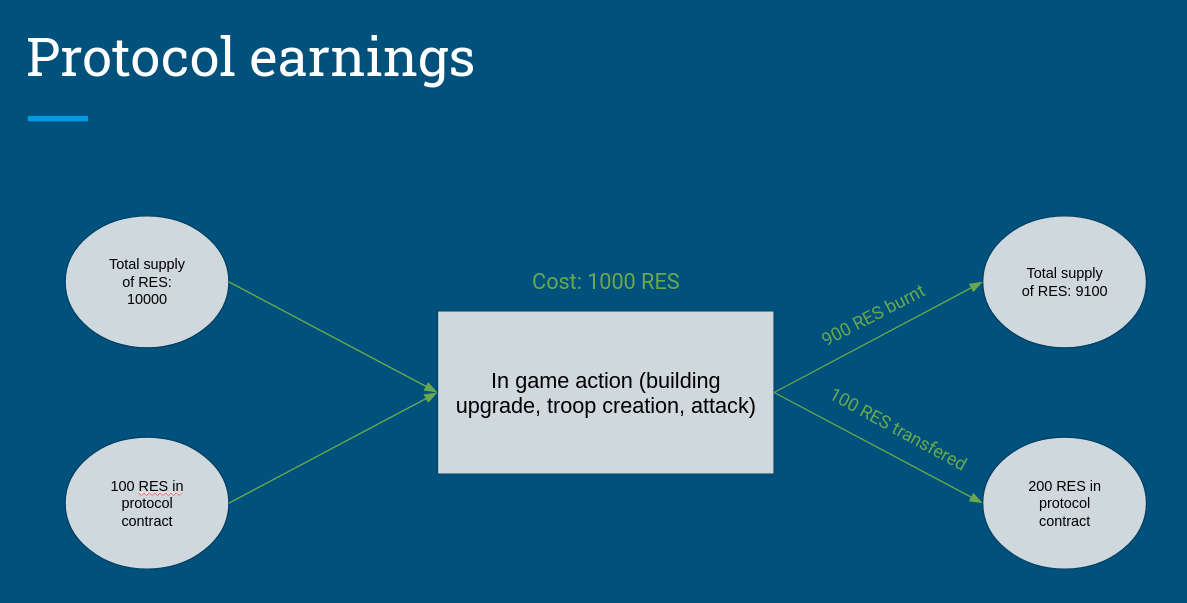 Protocol earnings
Total supply
of RES:
10000
Cost: 1000 RES
900 RES burnt
Total supply
of RES: 9100
In game action (building
upgrade, troop creation, attack)
100 RES transfered
100 RES in
protocol
contract
200 RES in
protocol
contract